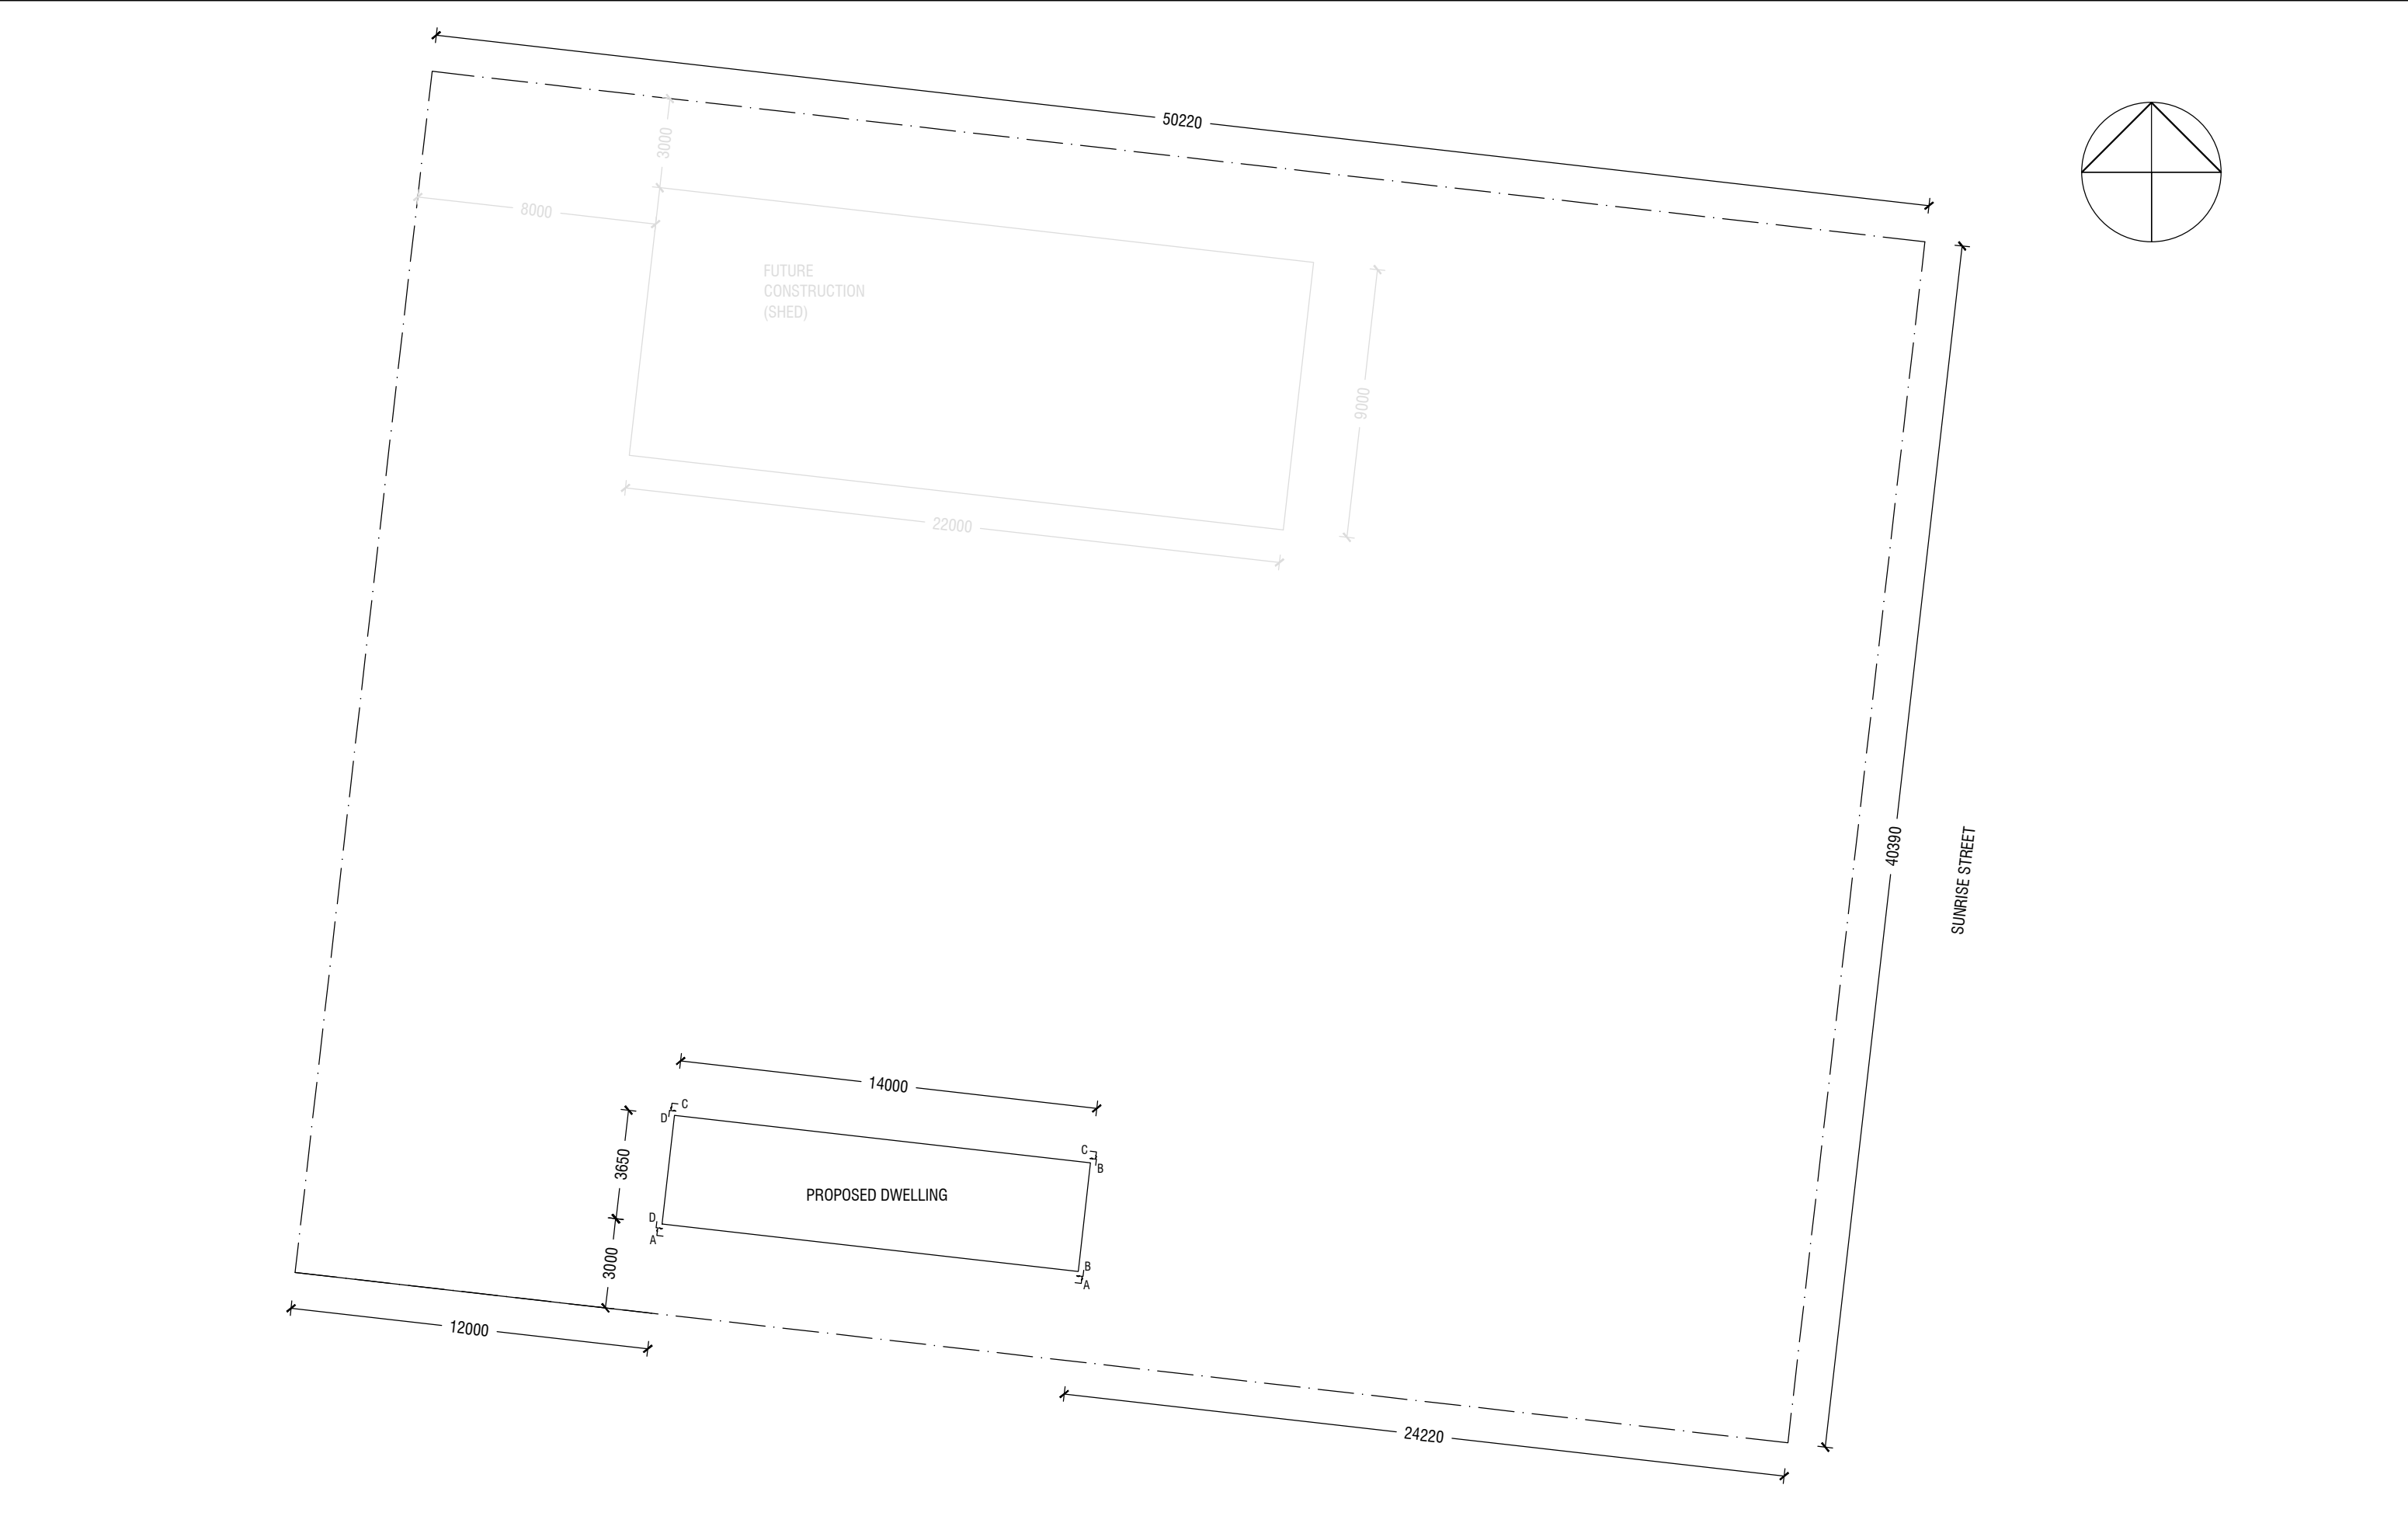 50220
3000
8000
FUTURE
CONSTRUCTION
(SHED)
9000
22000
40390
SUNRISE STREET
14000
C
D
C
B
3650
PROPOSED DWELLING
D
A
3000
B
A
12000
24220